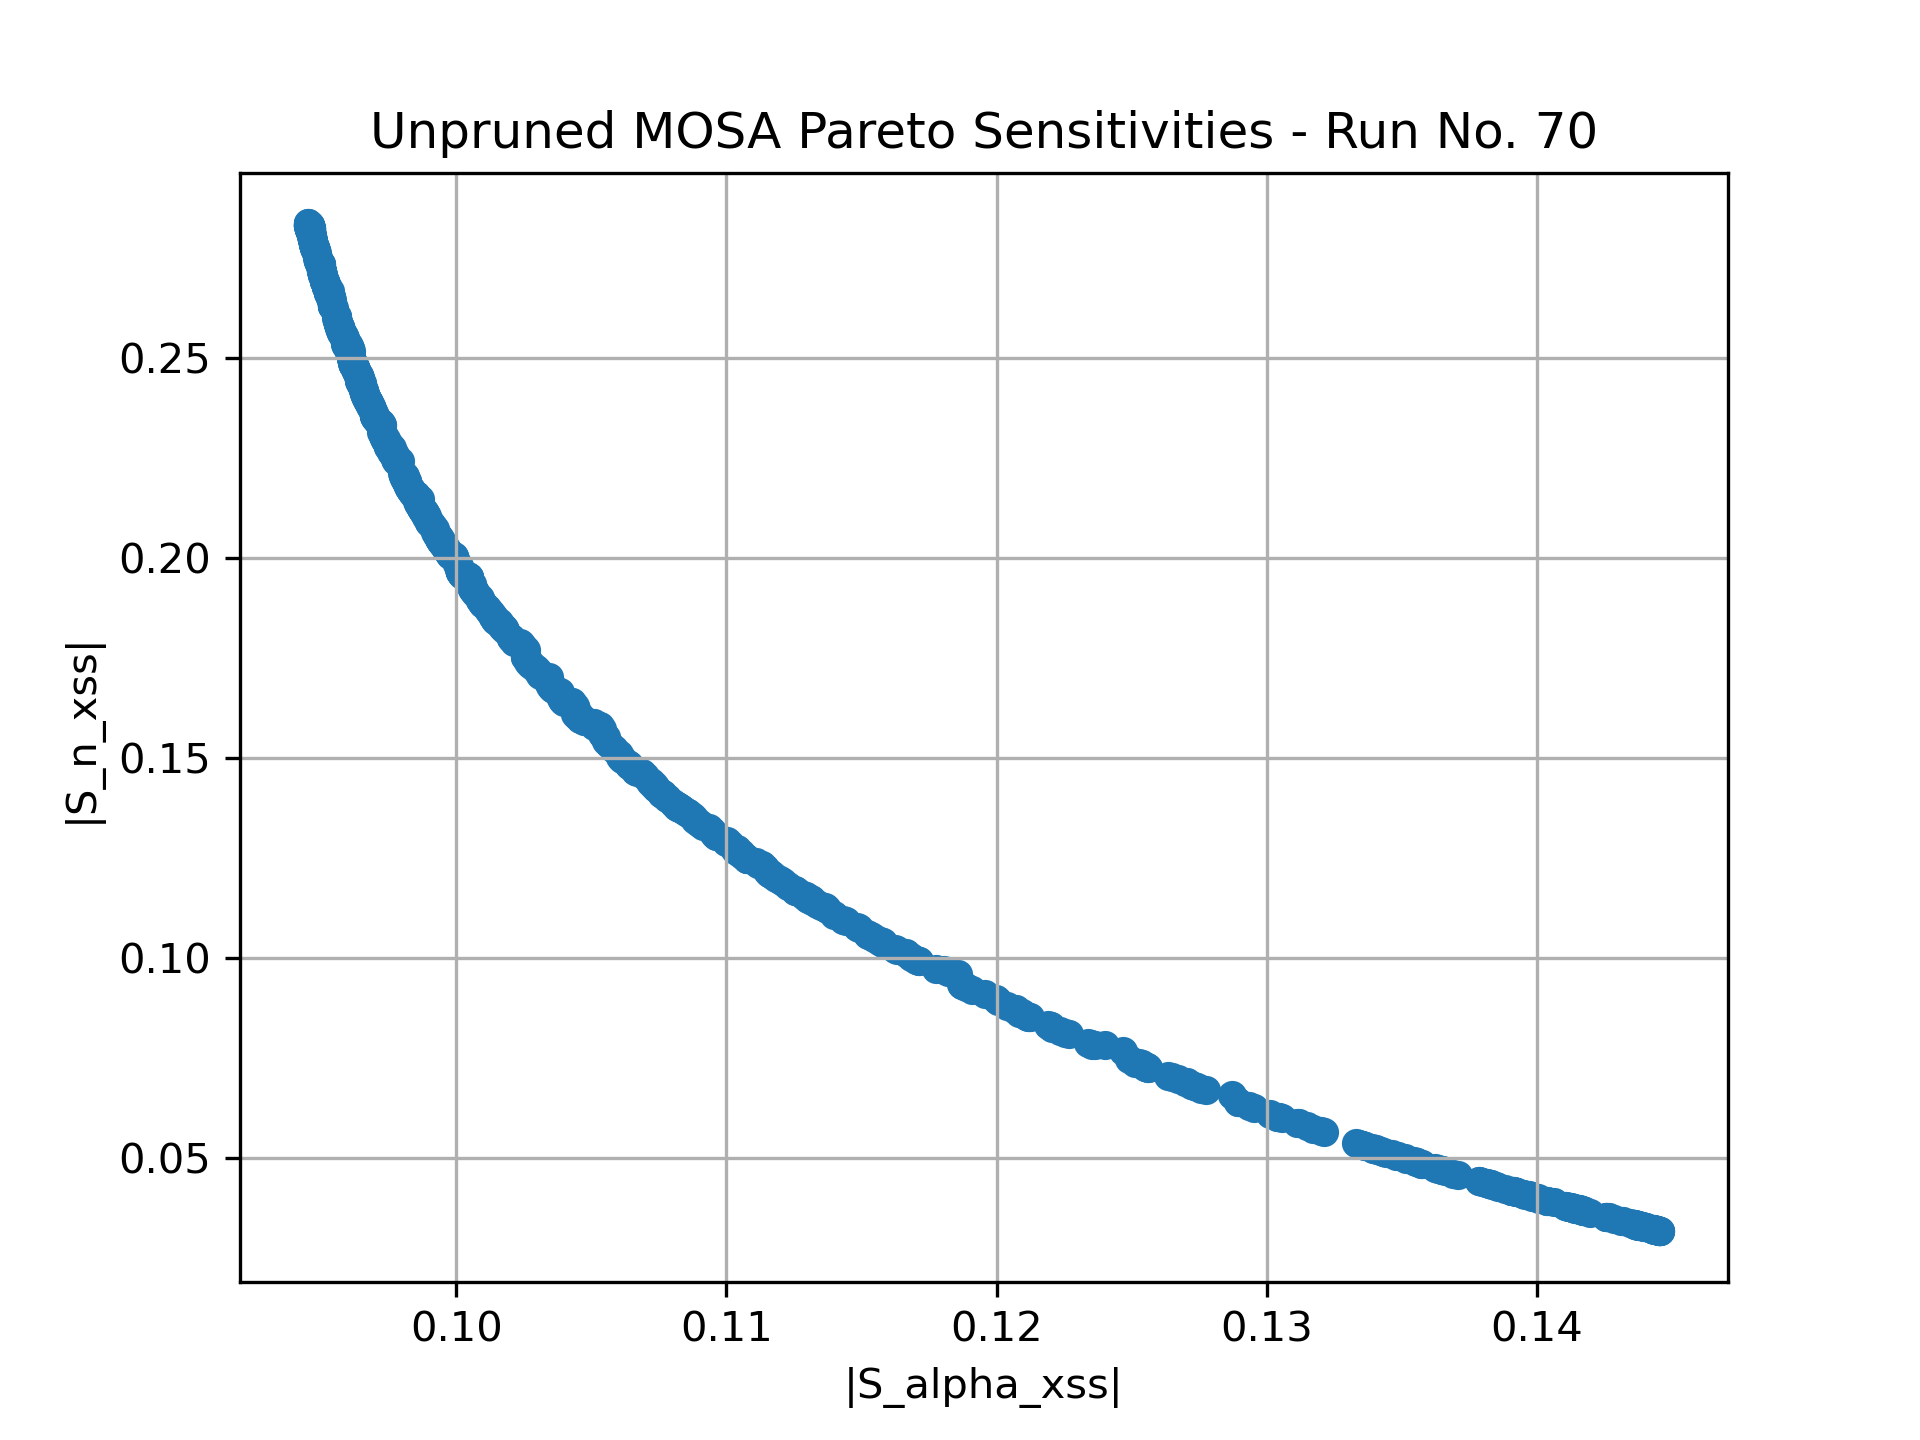 Unpruned MOSA Pareto Sensitivities - Run No. 70
|S_n_xss|
0.25
0.20
0.15
0.10
0.05
0.10 0.11 0.12 0.13 0.14
|S_alpha_xss|